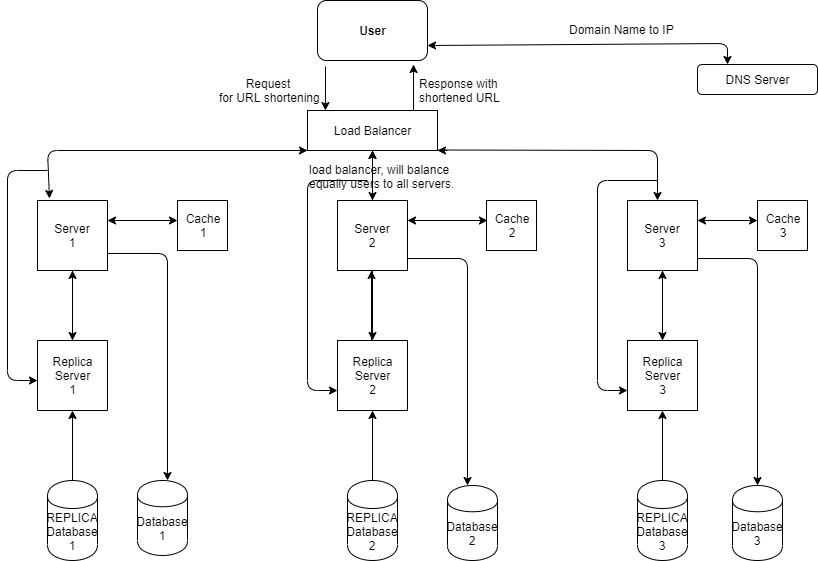 User
Domain Name to IP
DNS Server
Request
for URL shortening
Response with
shortened URL
Load Balancer
load balancer, will balance
equally users to all servers.
Server
1
Cache
1
Server
2
Cache
2
Server
3
Cache
3
Replica
Server
1
Replica
Server
2
Replica
Server
3
REPLICA
Database
1
Database
1
REPLICA
Database
2
Database
2
REPLICA
Database
3
Database
3